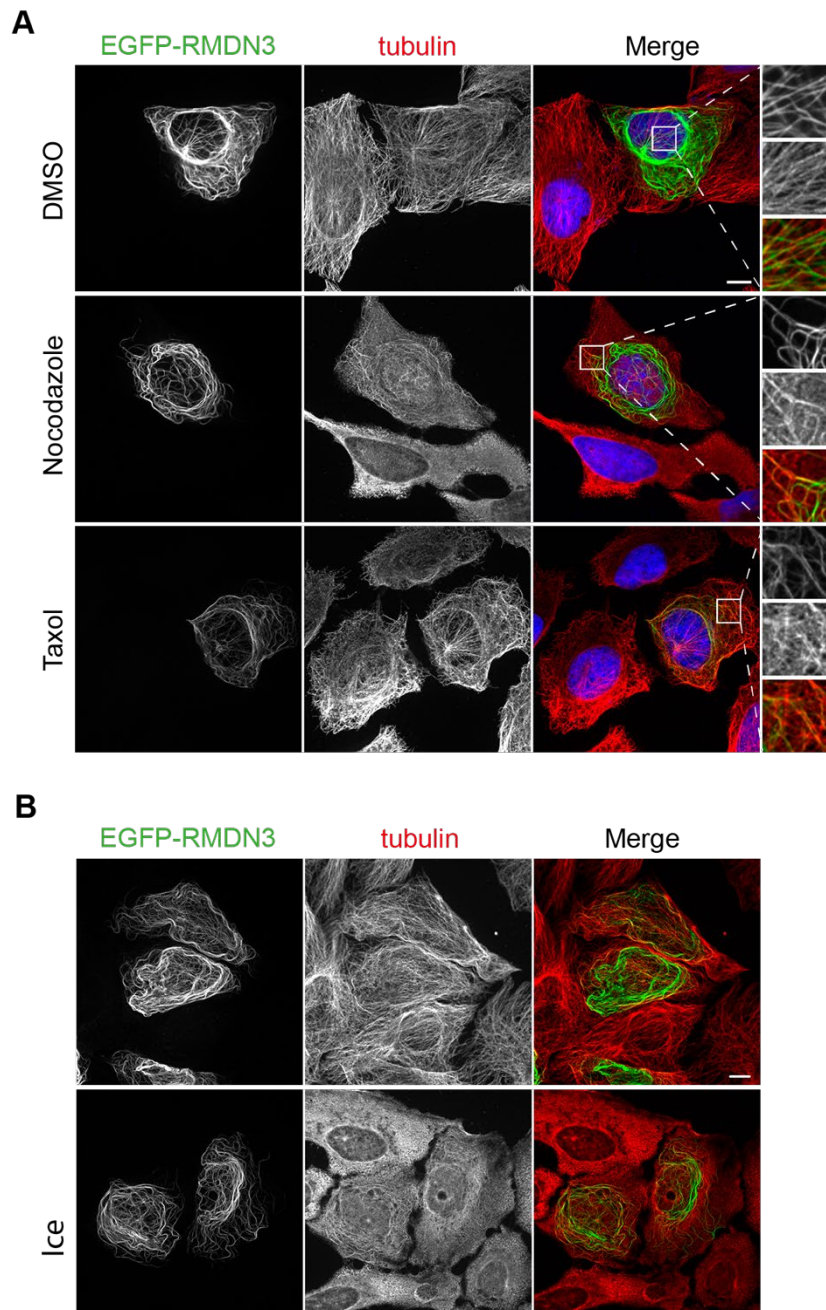 A
EGFP-RMDN3 tubulin Merge
DMSO
Nocodazole
Taxol
B
EGFP-RMDN3 tubulin Merge
Ice